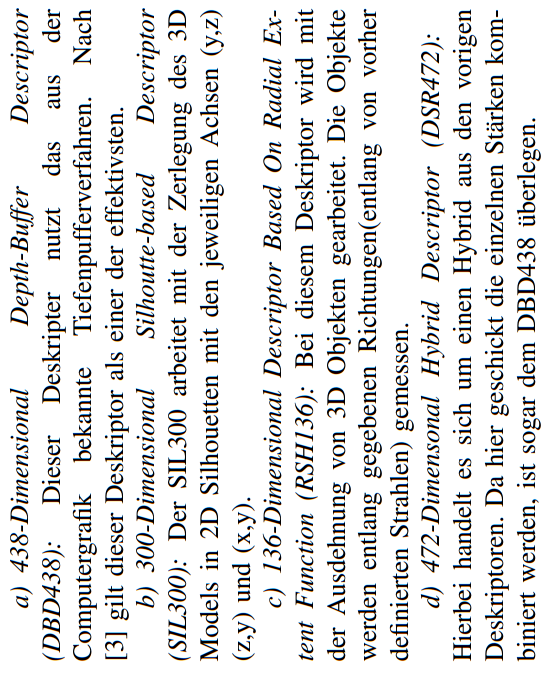 a) 438-Dimensional Depth-Buffer Descriptor
(DBD438): Dieser Deskripter nutzt das aus der
Computergrafik bekannte Tiefenpufferverfahren. Nach
[3] gilt dieser Deskriptor als einer der effektivsten.
b) 300-Dimensional Silhoutte-based Descriptor
(SIL300): Der SIL300 arbeitet mit der Zerlegung des 3D
Models in 2D Silhouetten mit den jeweiligen Achsen (y,z)
(z,y) und (x,y).
c) 136-Dimensional Descriptor Based On Radial Ex-
tent Function (RSH136): Bei diesem Deskriptor wird mit
der Ausdehnung von 3D Objekten gearbeitet. Die Objekte
werden entlang gegebenen Richtungen(entlang von vorher
definierten Strahlen) gemessen.
d) 472-Dimensonal Hybrid Descriptor (DSR472):
Hierbei handelt es sich um einen Hybrid aus den vorigen
Deskriptoren. Da hier geschickt die einzelnen Stärken kom-
biniert werden, ist sogar dem DBD438 überlegen.